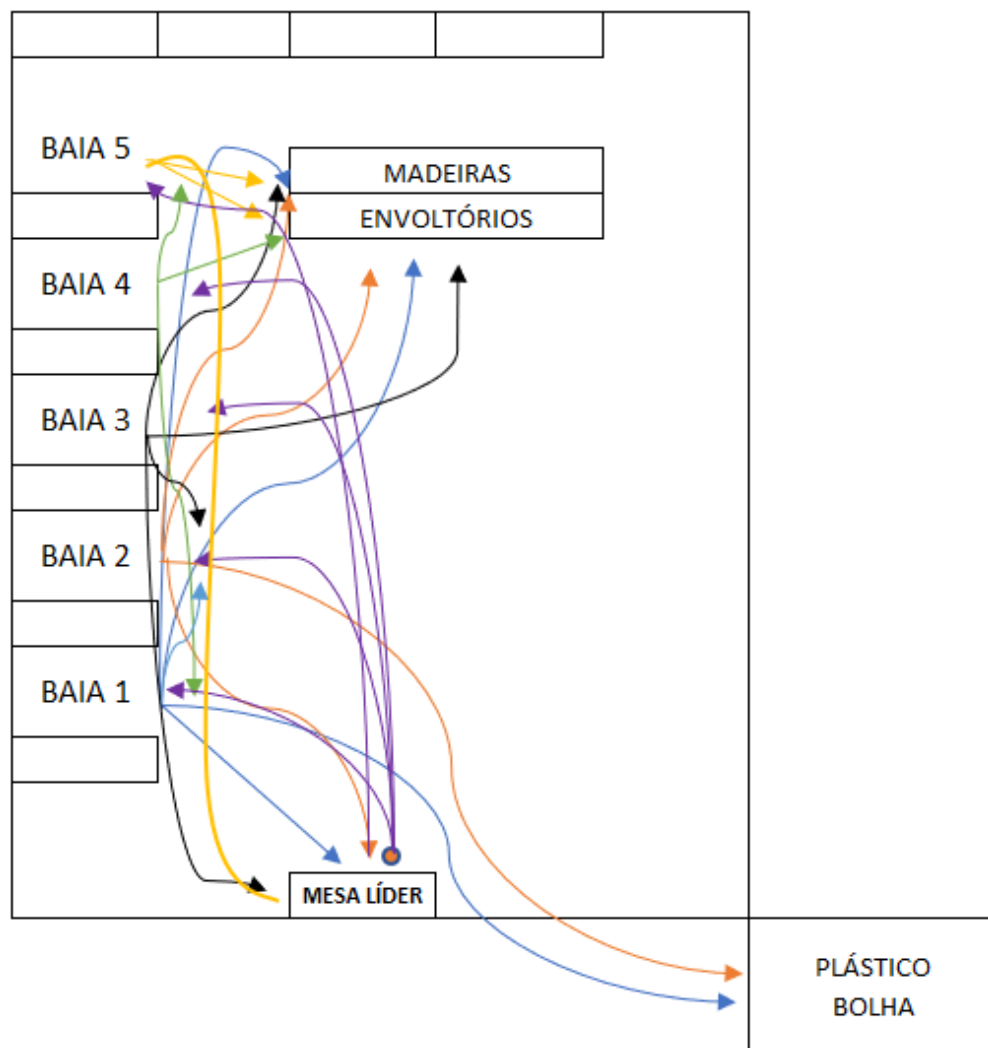 BAIA 5
MADEIRAS
ENVOLTÓRIOS
BAIA 4
BAIA 3
BAIA 2
BAIA 1
MESA LÍDER
PLÁSTICO
BOLHA